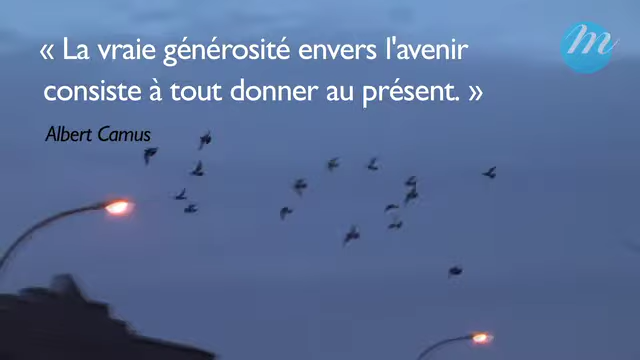 « La vraie générosité envers l'avenir
consiste à tout donner au présent. »
Albert Camus
m